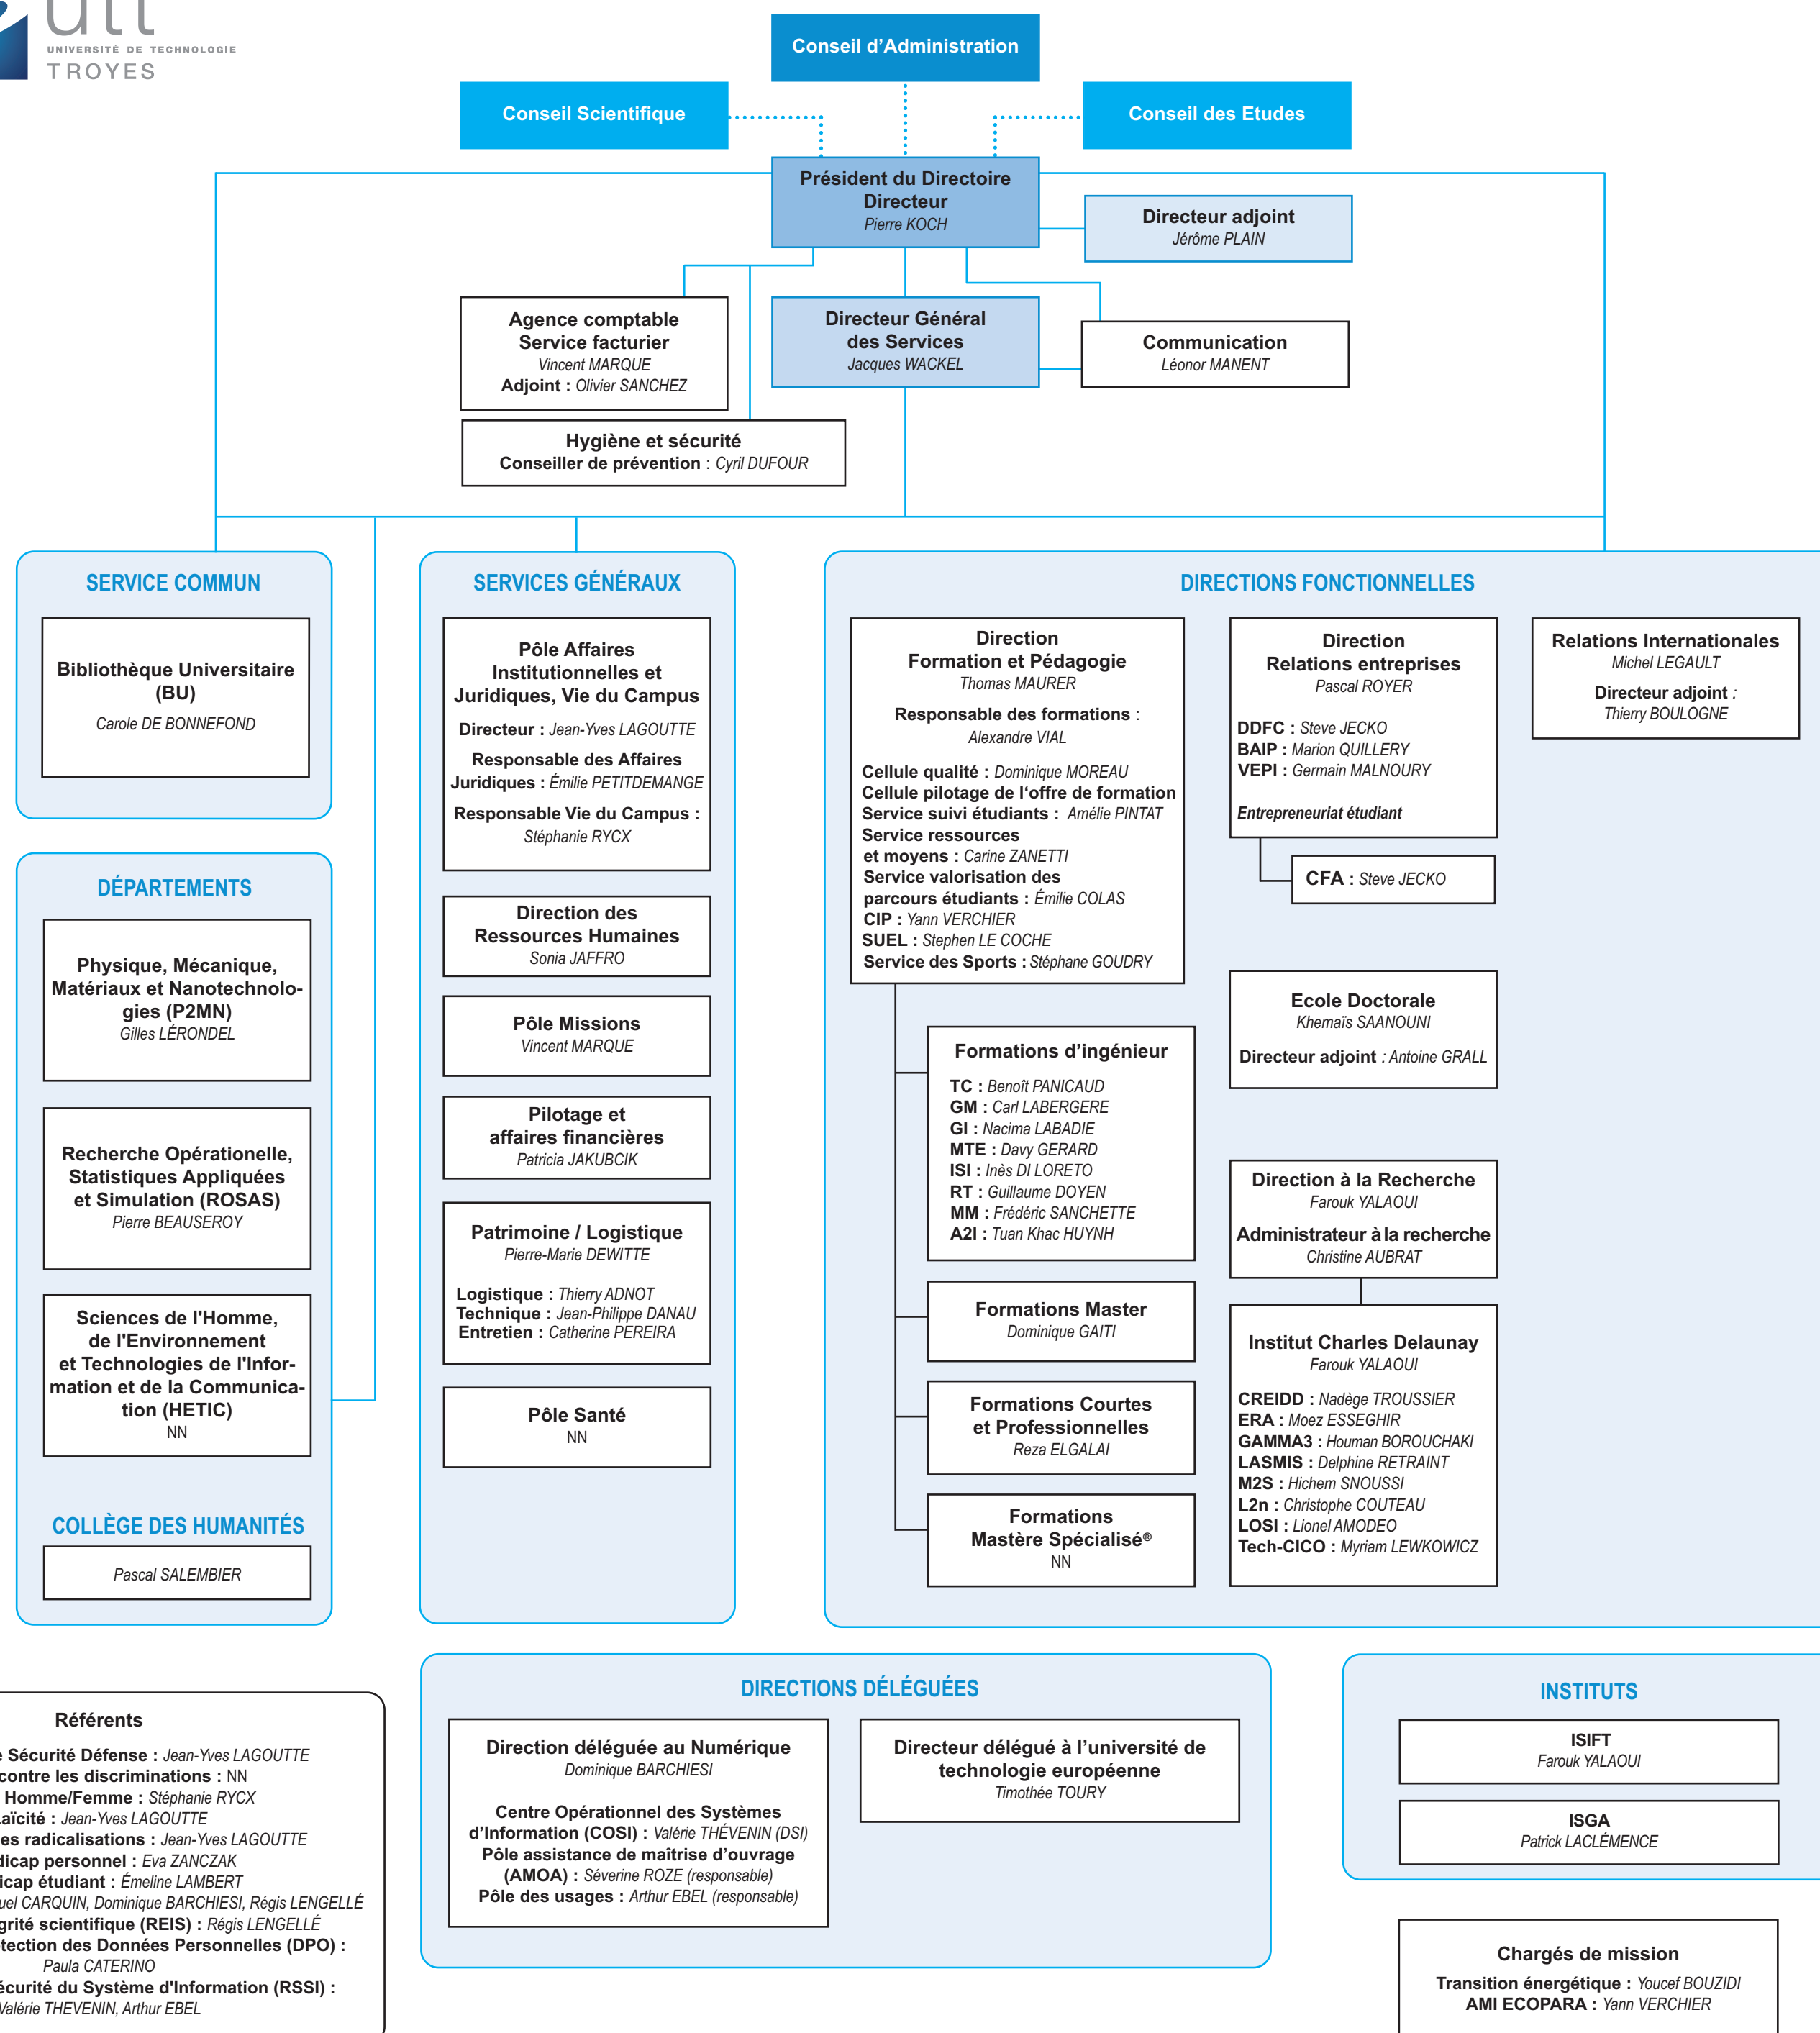 utt
UNIVERSITÉ DE TECHNOLOGIE
TROYES
Conseil d'Administration
Conseil Scientifique
Conseil des Etudes
Président du Directoire
Directeur
Pierre KOCH
Directeur adjoint
Jérôme PLAIN
Agence comptable
Service facturier
Vincent MARQUE
Adjoint : Olivier SANCHEZ
Directeur Général
des Services
Jacques WACKEL
Communication
Léonor MANENT
Hygiène et sécurité
Conseiller de prévention : Cyril DUFOUR
SERVICE COMMUN
Bibliothèque Universitaire
(BU)
Carole DE BONNEFOND
DÉPARTEMENTS
Physique, Mécanique,
Matériaux et Nanotechnolo-
gies (P2MN)
Gilles LÉRONDEL
Recherche Opérationelle,
Statistiques Appliquées
et Simulation (ROSAS)
Pierre BEAUSEROY
Sciences de l'Homme,
de l'Environnement
et Technologies de l'Infor-
mation et de la Communica-
tion (HETIC)
NN
COLLÈGE DES HUMANITÉS
Pascal SALEMBIER
SERVICES GÉNÉRAUX
Pôle Affaires
Institutionnelles et
Juridiques, Vie du Campus
Directeur : Jean-Yves LAGOUTTE
Responsable des Affaires
Juridiques : Émilie PETITDEMANGE
Responsable Vie du Campus :
Stéphanie RYCX
Direction des
Ressources Humaines
Sonia JAFFRO
Pôle Missions
Vincent MARQUE
Pilotage et
affaires financières
Patricia JAKUBCIK
Patrimoine / Logistique
Pierre-Marie DEWITTE
Logistique : Thierry ADNOT
Technique : Jean-Philippe DANAU
Entretien : Catherine PEREIRA
Pôle Santé
NN
DIRECTIONS FONCTIONNELLES
Direction
Formation et Pédagogie
Thomas MAURER
Responsable des formations :
Alexandre VIAL
Cellule qualité : Dominique MOREAU
Cellule pilotage de l'offre de formation
Service suivi étudiants : Amélie PINTAT
Service ressources
et moyens : Carine ZANETTI
Service valorisation des
parcours étudiants : Émilie COLAS
CIP : Yann VERCHIER
SUEL : Stephen LE COCHE
Service des Sports : Stéphane GOUDRY
Formations d'ingénieur
TC : Benoît PANICAUD
GM : Carl LABERGERE
GI : Nacima LABADIE
MTE : Davy GERARD
ISI : Inès DI LORETO
RT : Guillaume DOYEN
MM : Frédéric SANCHETTE
A2I : Tuan Khac HUYNH
Formations Master
Dominique GAITI
Formations Courtes
et Professionnelles
Reza ELGALAI
Formations
Mastère Spécialisé®
NN
Direction
Relations entreprises
Pascal ROYER
DDFC : Steve JECKO
BAIP : Marion QUILLERY
VEPI : Germain MALNOURY
Entrepreneuriat étudiant
CFA : Steve JECKO
Ecole Doctorale
Khemaïs SAANOUNI
Directeur adjoint : Antoine GRALL
Direction à la Recherche
Farouk YALAOUI
Administrateur à la recherche
Christine AUBRAT
Institut Charles Delaunay
Farouk YALAOUI
CREIDD : Nadège TROUSSIER
ERA : Moez ESSEGHIR
GAMMA3 : Houman BOROUCHAKI
LASMIS : Delphine RETRAINT
M2S : Hichem SNOUSSI
L2n : Christophe COUTEAU
LOSI : Lionel AMODEO
Tech-CICO : Myriam LEWKOWICZ
Relations Internationales
Michel LEGAULT
Directeur adjoint :
Thierry BOULOGNE
Référents
Sécurité Défense : Jean-Yves LAGOUTTE
contre les discriminations : NN
Homme/Femme : Stéphanie RYCX
aïcité : Jean-Yves LAGOUTTE
es radicalisations : Jean-Yves LAGOUTTE
dicap personnel : Eva ZANCZAK
icap étudiant : Émeline LAMBERT
uel CARQUIN, Dominique BARCHIESI, Régis LENGELLÉ
grité scientifique (REIS) : Régis LENGELLÉ
tection des Données Personnelles (DPO) :
Paula CATERINO
écurité du Système d'Information (RSSI) :
Valérie THEVENIN, Arthur EBEL
DIRECTIONS DÉLÉGUÉES
Direction déléguée au Numérique
Dominique BARCHIESI
Centre Opérationnel des Systèmes
d'Information (COSI) : Valérie THÉVENIN (DSI)
Pôle assistance de maîtrise d'ouvrage
(AMOA) : Séverine ROZE (responsable)
Pôle des usages : Arthur EBEL (responsable)
Directeur délégué à l'université de
technologie européenne
Timothée TOURY
INSTITUTS
ISIFT
Farouk YALAOUI
ISGA
Patrick LACLÉMENCE
Chargés de mission
Transition énergétique : Youcef BOUZIDI
AMI ECOPARA : Yann VERCHIER